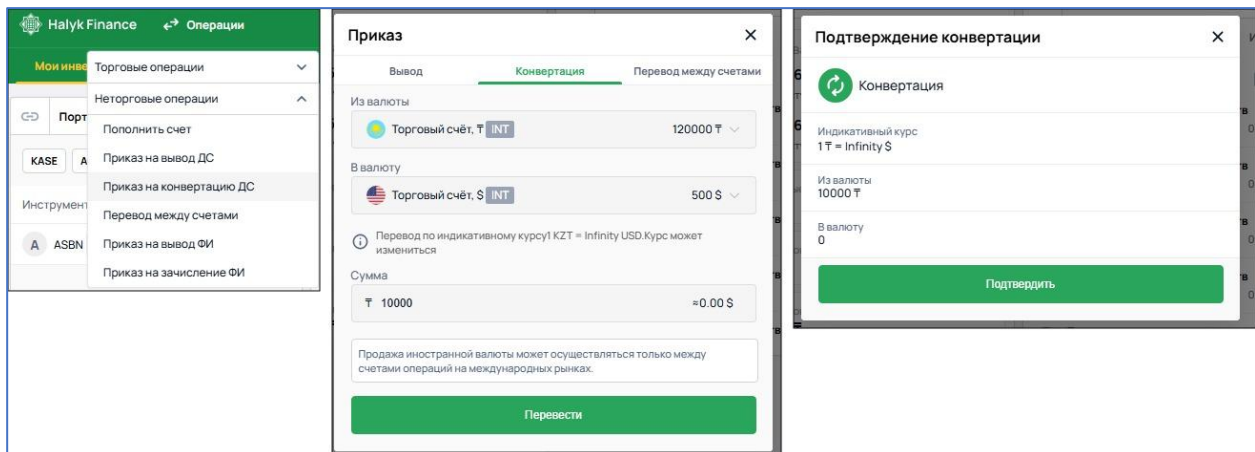 Halyk Finance
Операции
Мои инве
Торговые операции
Неторговые операции
Порт
Пополнить счет
KASE
A
Приказ на вывод ДС
Приказ на конвертацию ДС
Инструмент
Перевод между счетами
A ASBN
Приказ на вывод ФИ
Приказ на зачисление ФИ
Приказ
Вывод Конвертация Перевод между счетами
Из валюты
Торговый счёт, ₸ INT 120000 ₸
В валюту
Торговый счёт, $ INT 500 $
Перевод по индикативному курсу1 KZT = Infinity USD.Курс может
измениться
Сумма
₸ 10000 ≈0.00 $
Продажа иностранной валюты может осуществляться только между
счетами операций на международных рынках.
Перевести
Подтверждение конвертации
Конвертация
Индикативный курс
1 ₸ = Infinity $
Из валюты
10000 ₸
В валюту
0
Подтвердить